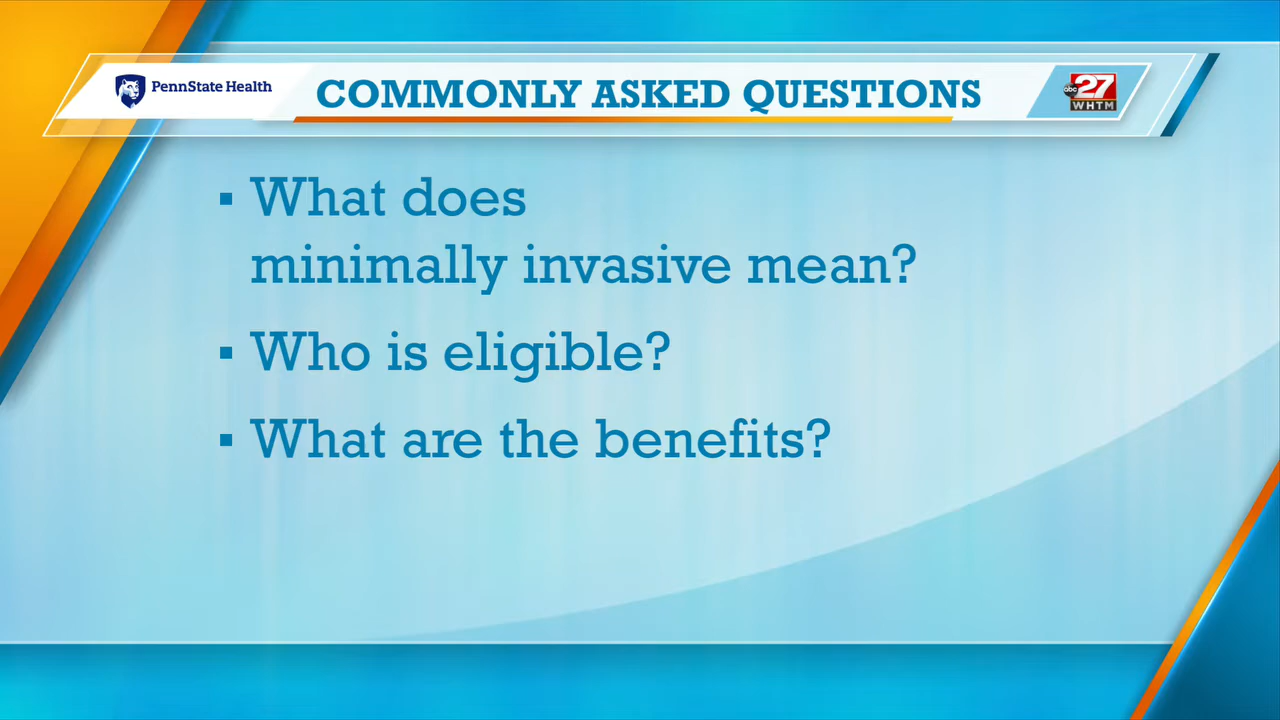 PennState Health
COMMONLY ASKED QUESTIONS
abc 27
WHTM
▪ What does
minimally invasive mean?
▪ Who is eligible?
▪ What are the benefits?